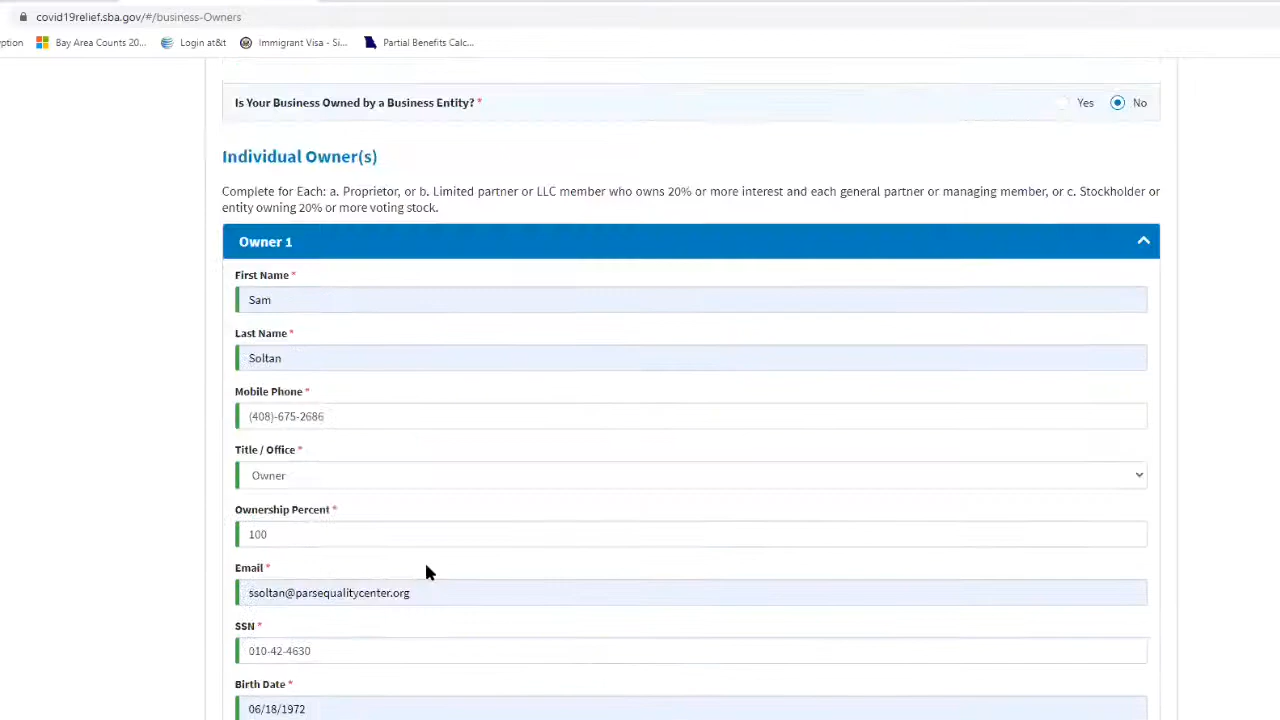 covid19relief.sba.gov/#/business-Owners
ption Bay Area Counts 20... Login at&t Immigrant Visa - Si... Partial Benefits Calc...
Is Your Business Owned by a Business Entity? * Yes No
Individual Owner(s)
Complete for Each: a. Proprietor, or b. Limited partner or LLC member who owns 20% or more interest and each general partner or managing member, or c. Stockholder or
entity owning 20% or more voting stock.
Owner 1
First Name *
Sam
Last Name *
Soltan
Mobile Phone *
(408)-675-2686
Title / Office *
Owner
Ownership Percent *
100
Email *
ssoltan@parsequalitycenter.org
SSN *
010-42-4630
Birth Date *
06/18/1972